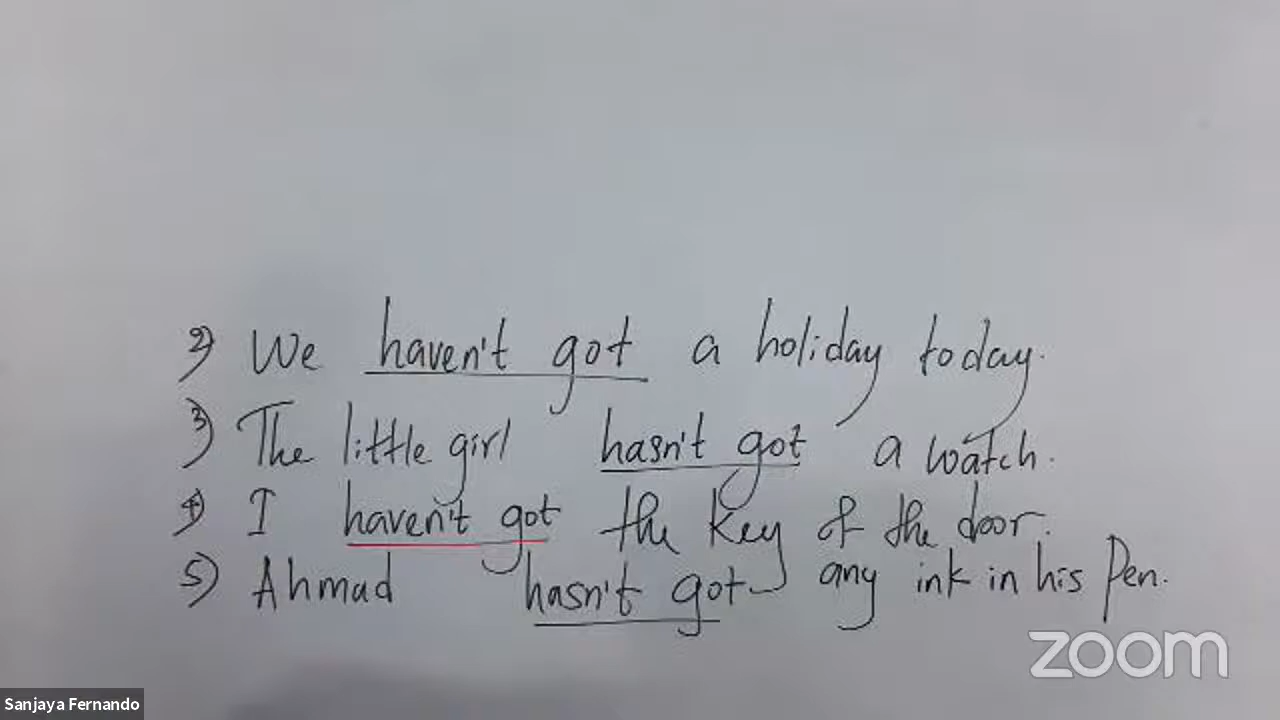 2) We haven't got a holiday today.
3) The little girl hasn't got a watch.
4) I haven't got the key of the door.
5) Ahmad hasn't got any ink in his pen.
zoom
Sanjaya Fernando